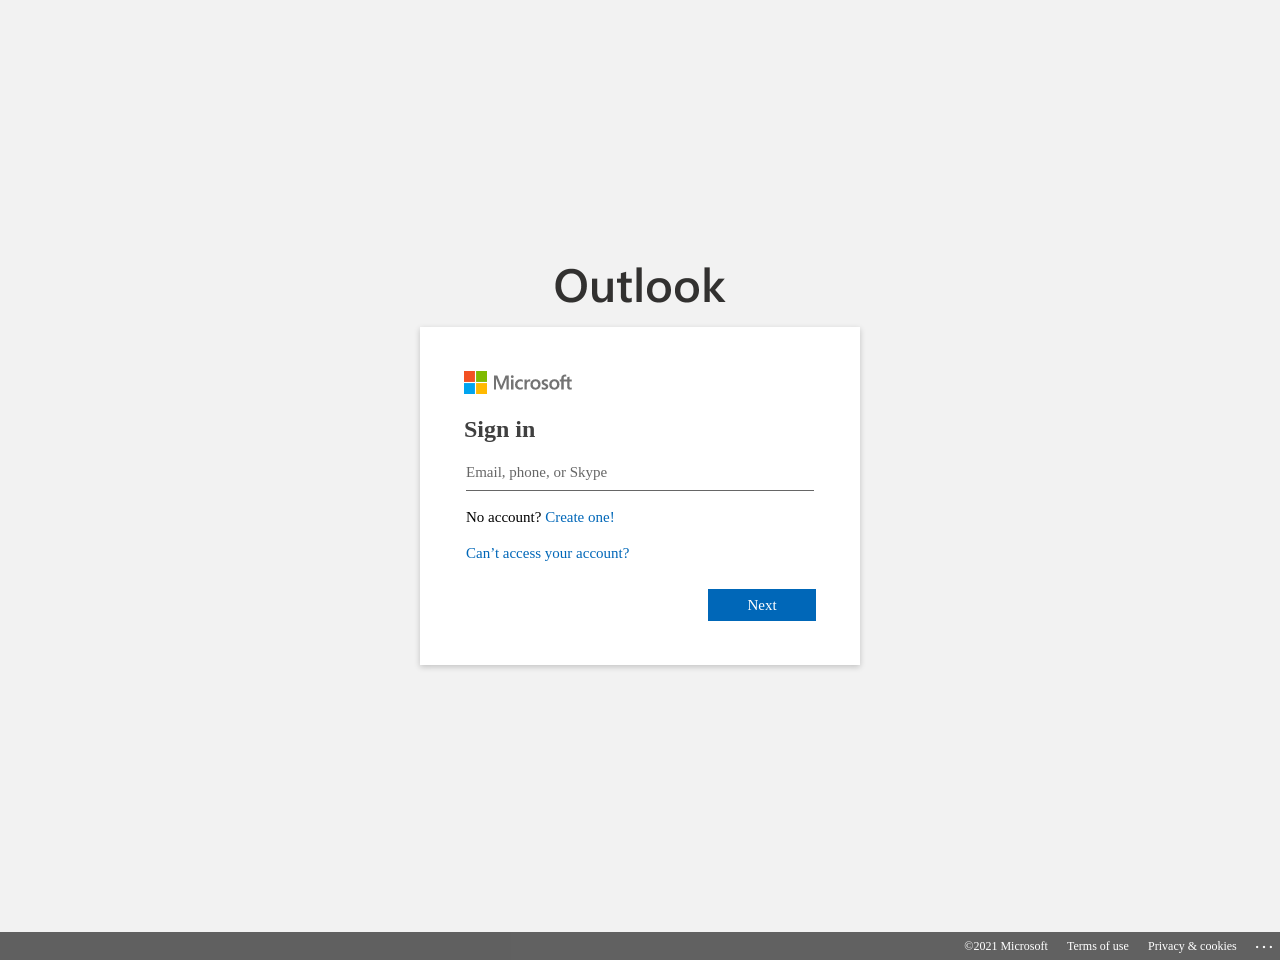 Outlook
Microsoft
Sign in
Email, phone, or Skype
No account? Create one!
Can’t access your account?
Next
©2021 Microsoft Terms of use Privacy & cookies ...